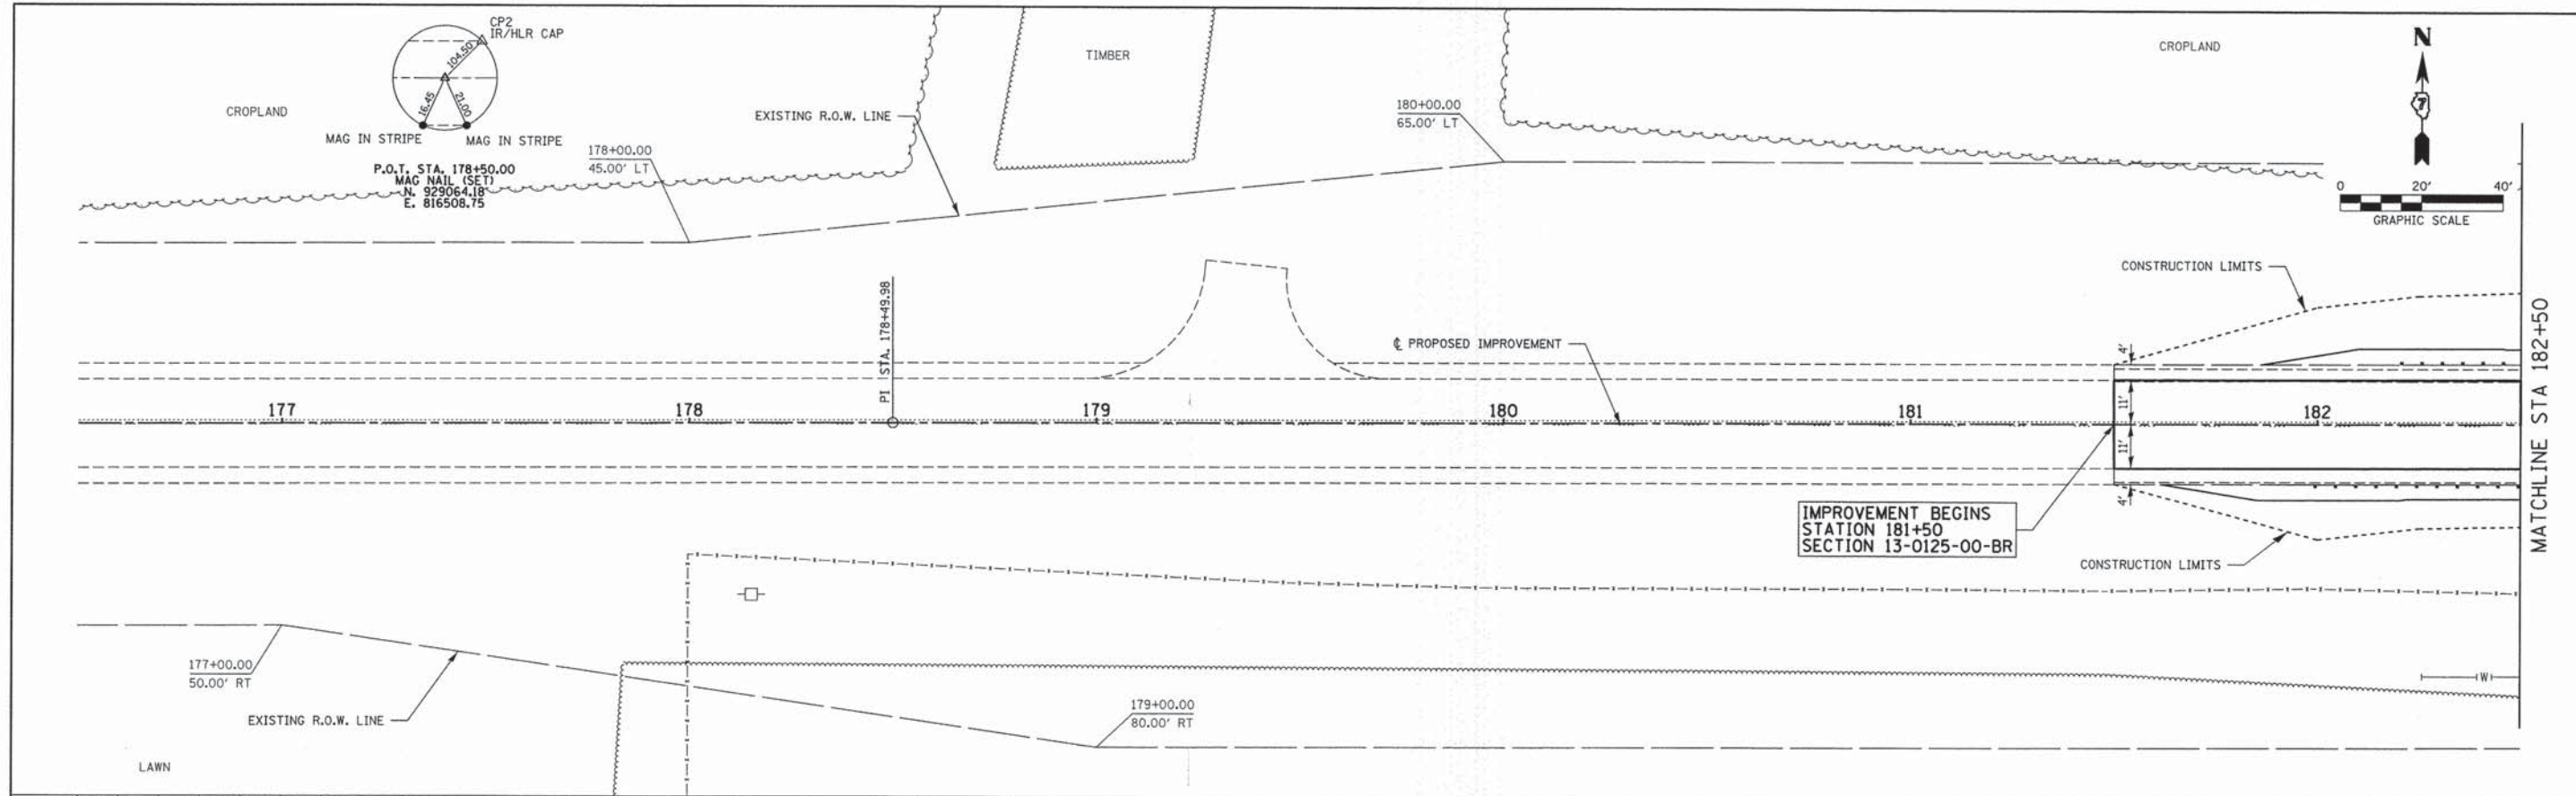 CP2
IR/HLR CAP
104.50
16.45
21.00
MAG IN STRIPE
MAG IN STRIPE
P.O.T. STA. 178+50.00
MAG NAIL (SET)
N. 929064.18
E. 816508.75
CROPLAND
TIMBER
CROPLAND
EXISTING R.O.W. LINE
178+00.00
45.00' LT
180+00.00
65.00' LT
N
7
0 20' 40'
GRAPHIC SCALE
CONSTRUCTION LIMITS
PI STA. 178+49.98
℄ PROPOSED IMPROVEMENT
177 178 179 180 181 182
4'
11'
11'
4'
IMPROVEMENT BEGINS
STATION 181+50
SECTION 13-0125-00-BR
CONSTRUCTION LIMITS
MATCHLINE STA 182+50
177+00.00
50.00' RT
EXISTING R.O.W. LINE
179+00.00
80.00' RT
W
LAWN